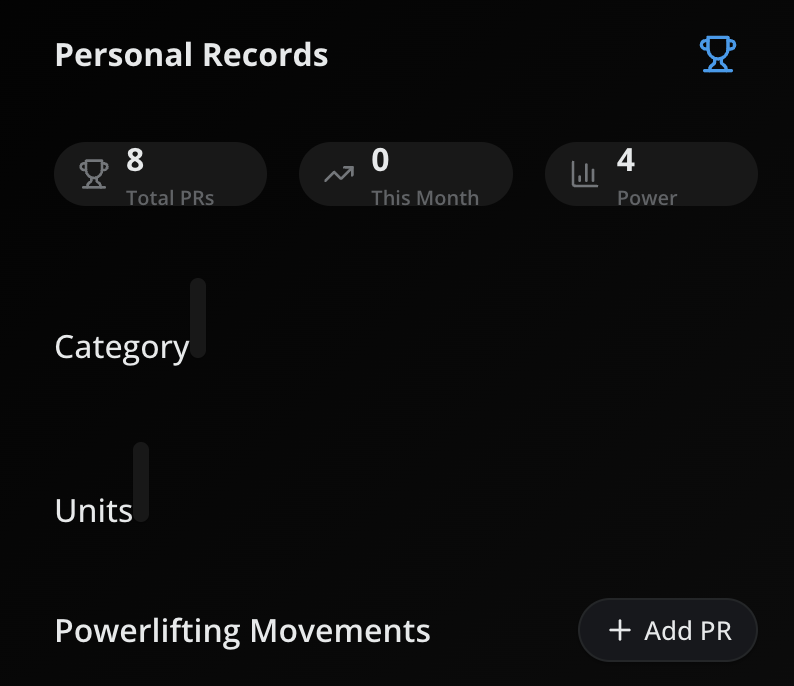 Personal Records
8
Total PRs
0
This Month
4
Power
Category
Units
Powerlifting Movements
Add PR